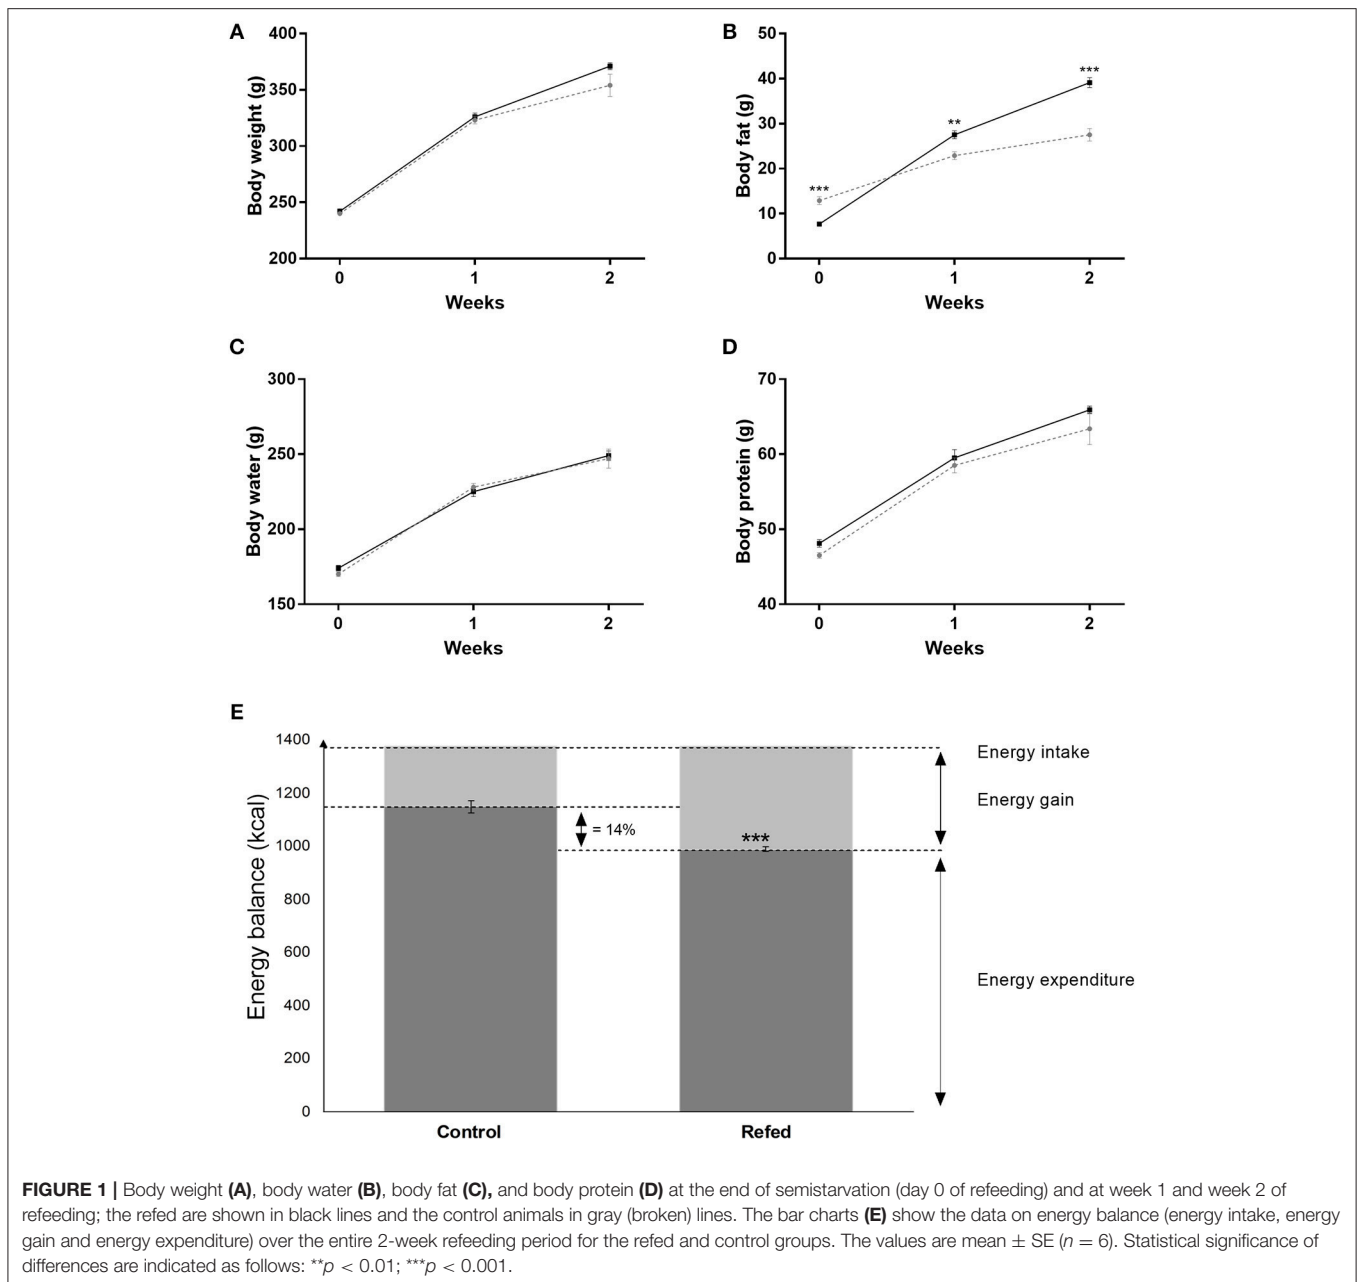 A
400
350
300
250
200
Body weight (g)
0 1 2
Weeks
B
50
40
30
20
10
0
Body fat (g)
***
**
***
0 1 2
Weeks
C
300
250
200
150
Body water (g)
0 1 2
Weeks
D
70
60
50
40
Body protein (g)
0 1 2
Weeks
E
1400
1200
1000
800
600
400
200
0
Energy balance (kcal)
= 14%
***
Energy intake
Energy gain
Energy expenditure
Control Refed
FIGURE 1 | Body weight (A), body water (B), body fat (C), and body protein (D) at the end of semistarvation (day 0 of refeeding) and at week 1 and week 2 of
refeeding; the refed are shown in black lines and the control animals in gray (broken) lines. The bar charts (E) show the data on energy balance (energy intake, energy
gain and energy expenditure) over the entire 2-week refeeding period for the refed and control groups. The values are mean ± SE (n = 6). Statistical significance of
differences are indicated as follows: **p < 0.01; ***p < 0.001.